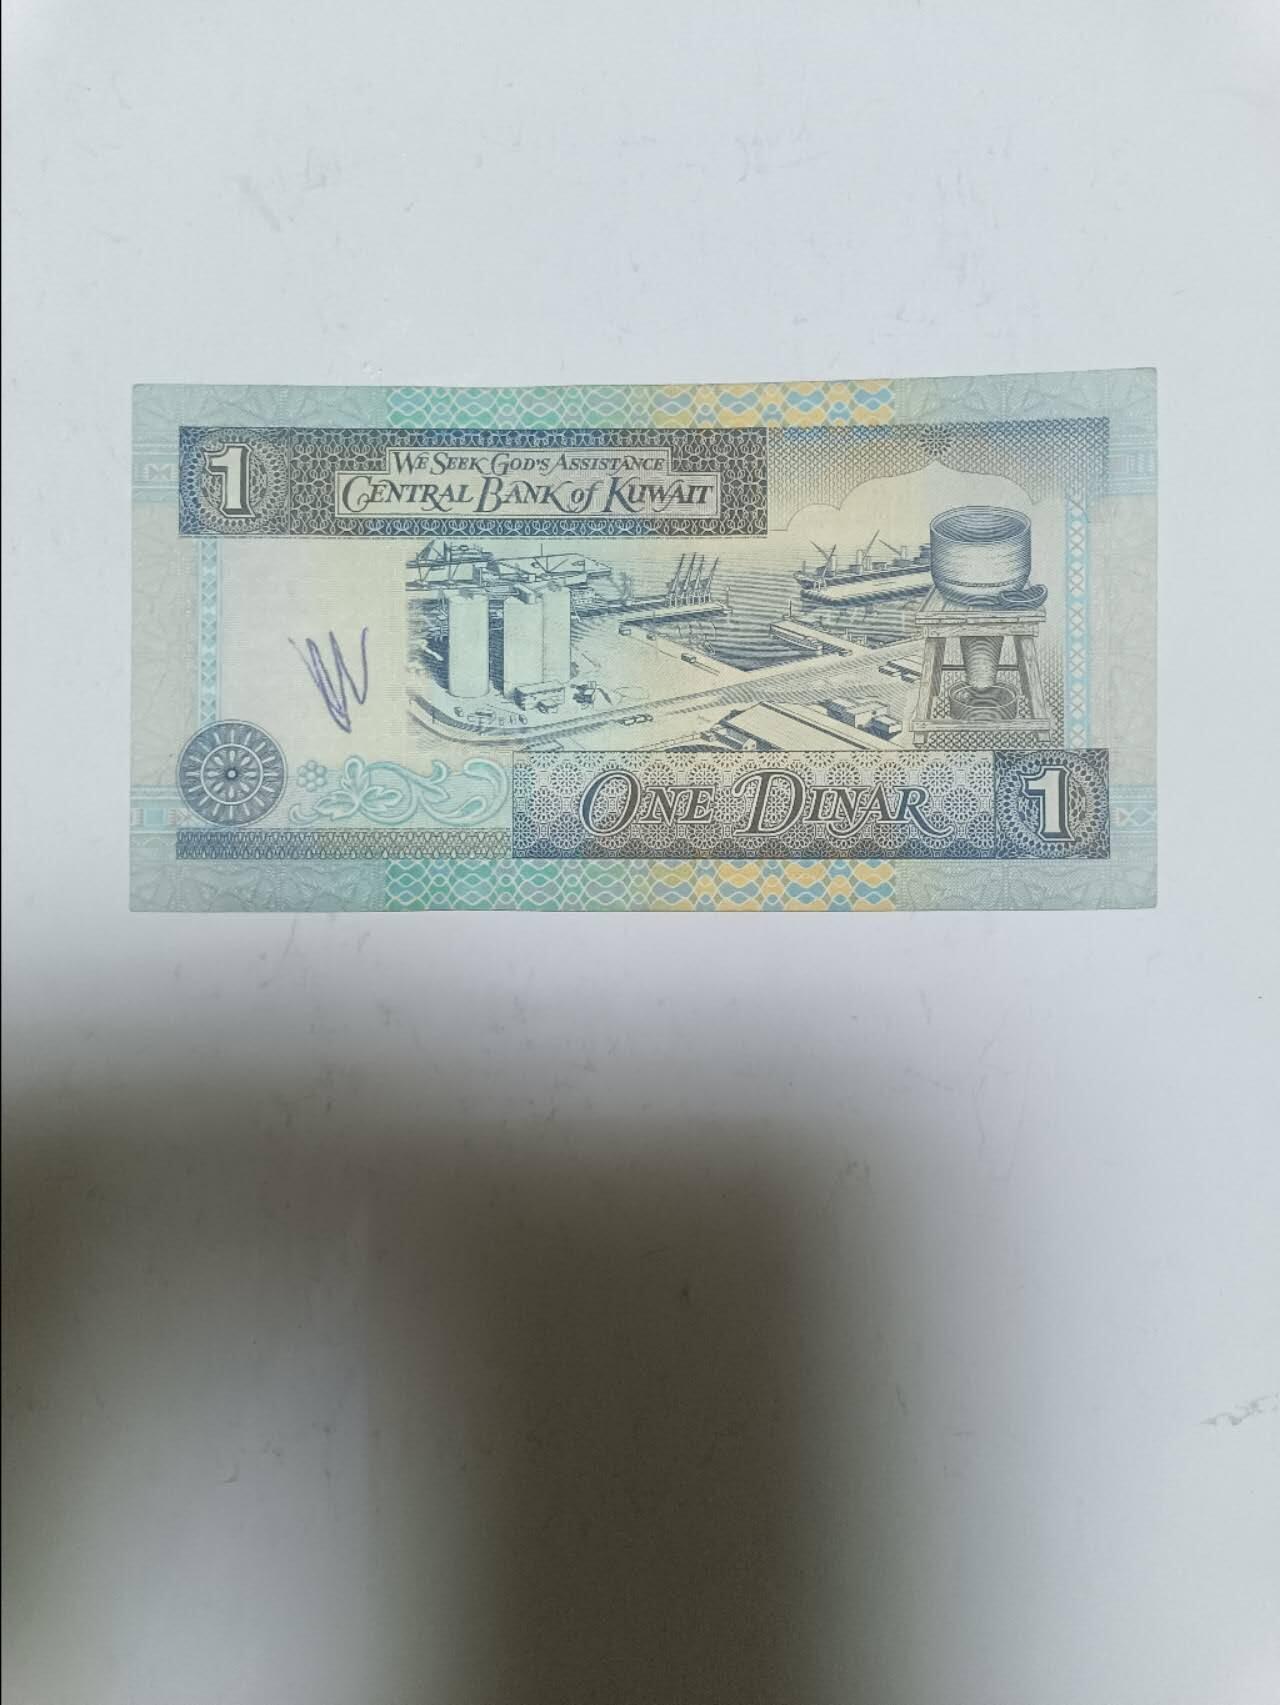 1
WE SEEK GOD'S ASSISTANCE
CENTRAL BANK of KUWAIT
ONE DINAR
1